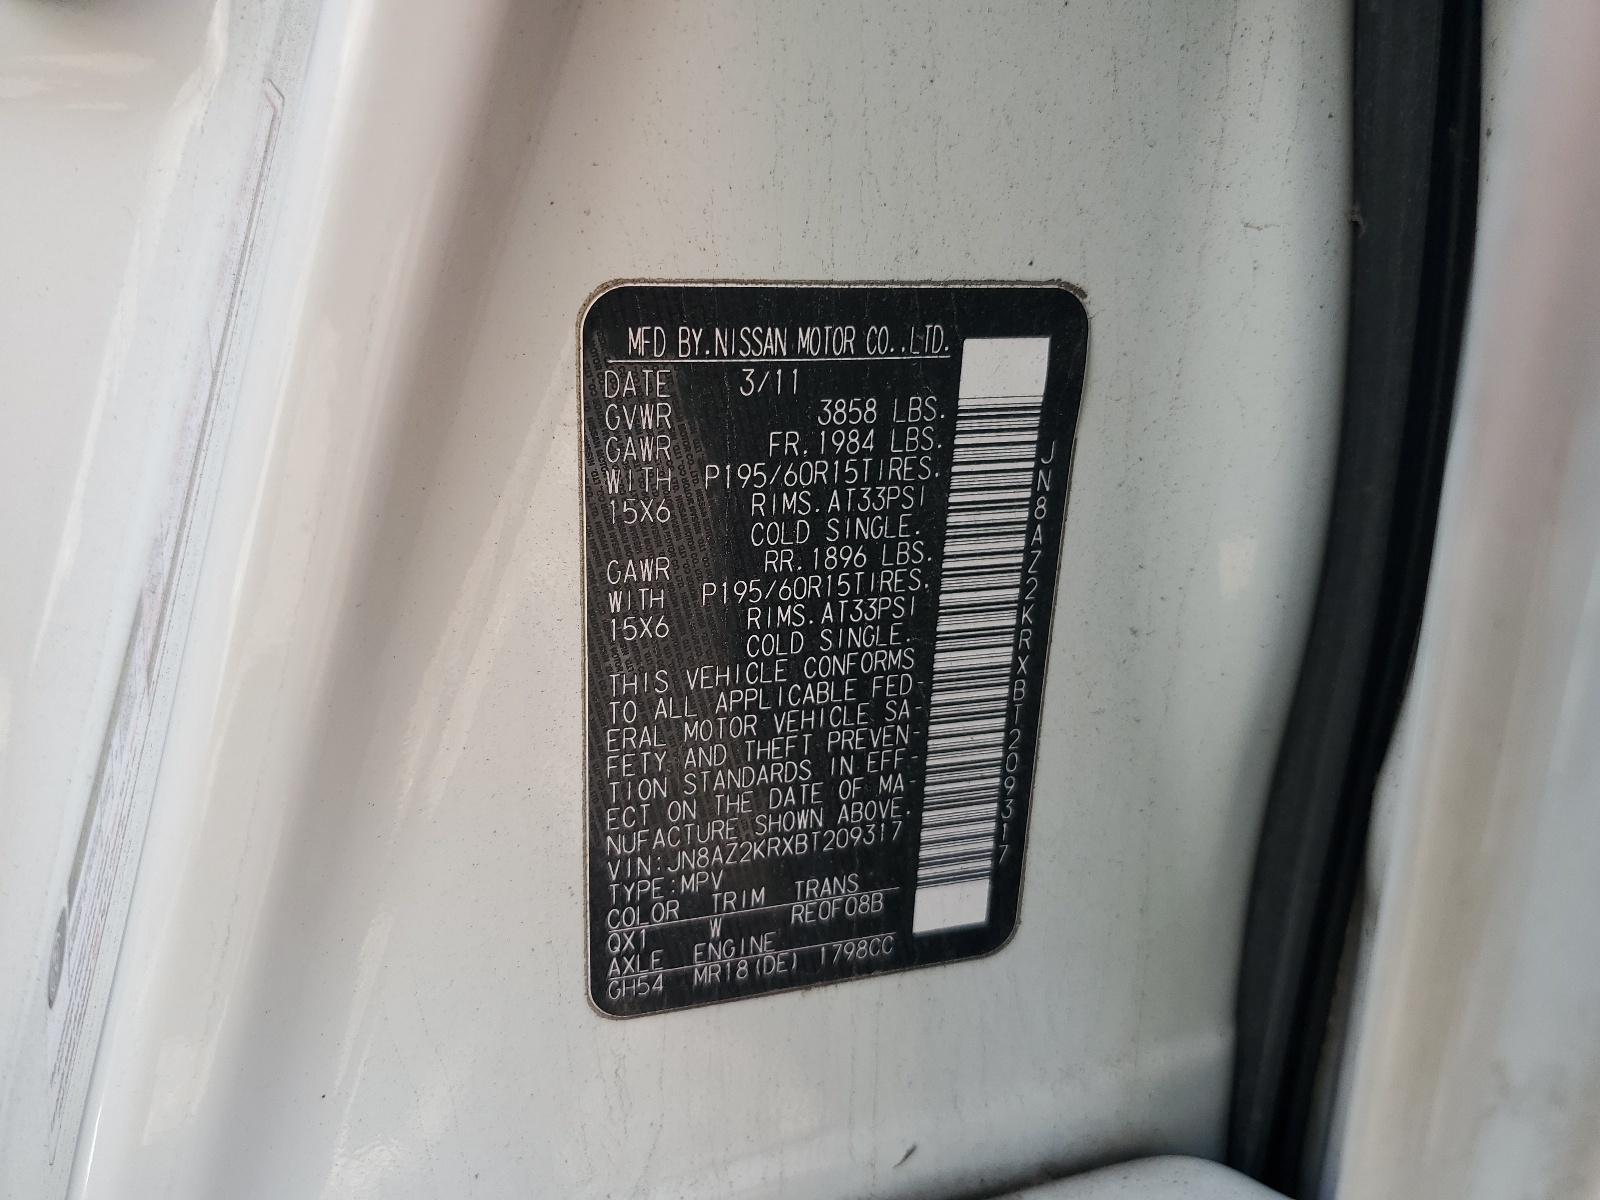 MFD BY.NISSAN MOTOR CO.,LTD.
DATE 3/11
GVWR 3858 LBS.
GAWR FR. 1984 LBS.
WITH P195/60R15TIRES.
15X6 RIMS. AT33PSI
COLD SINGLE.
GAWR RR. 1896 LBS.
WITH P195/60R15TIRES.
15X6 RIMS. AT33PSI
COLD SINGLE.
THIS VEHICLE CONFORMS
TO ALL APPLICABLE FED-
ERAL MOTOR VEHICLE SA-
FETY AND THEFT PREVEN-
TION STANDARDS IN EFF-
ECT ON THE DATE OF MA-
NUFACTURE SHOWN ABOVE.
VIN:JN8AZ2KRXBT209317
TYPE:MPV
COLOR TRIM TRANS
QX1 W RE0F08B
AXLE ENGINE
GH54 MR18(DE) 1798CC
JN8AZ2KRXBT209317